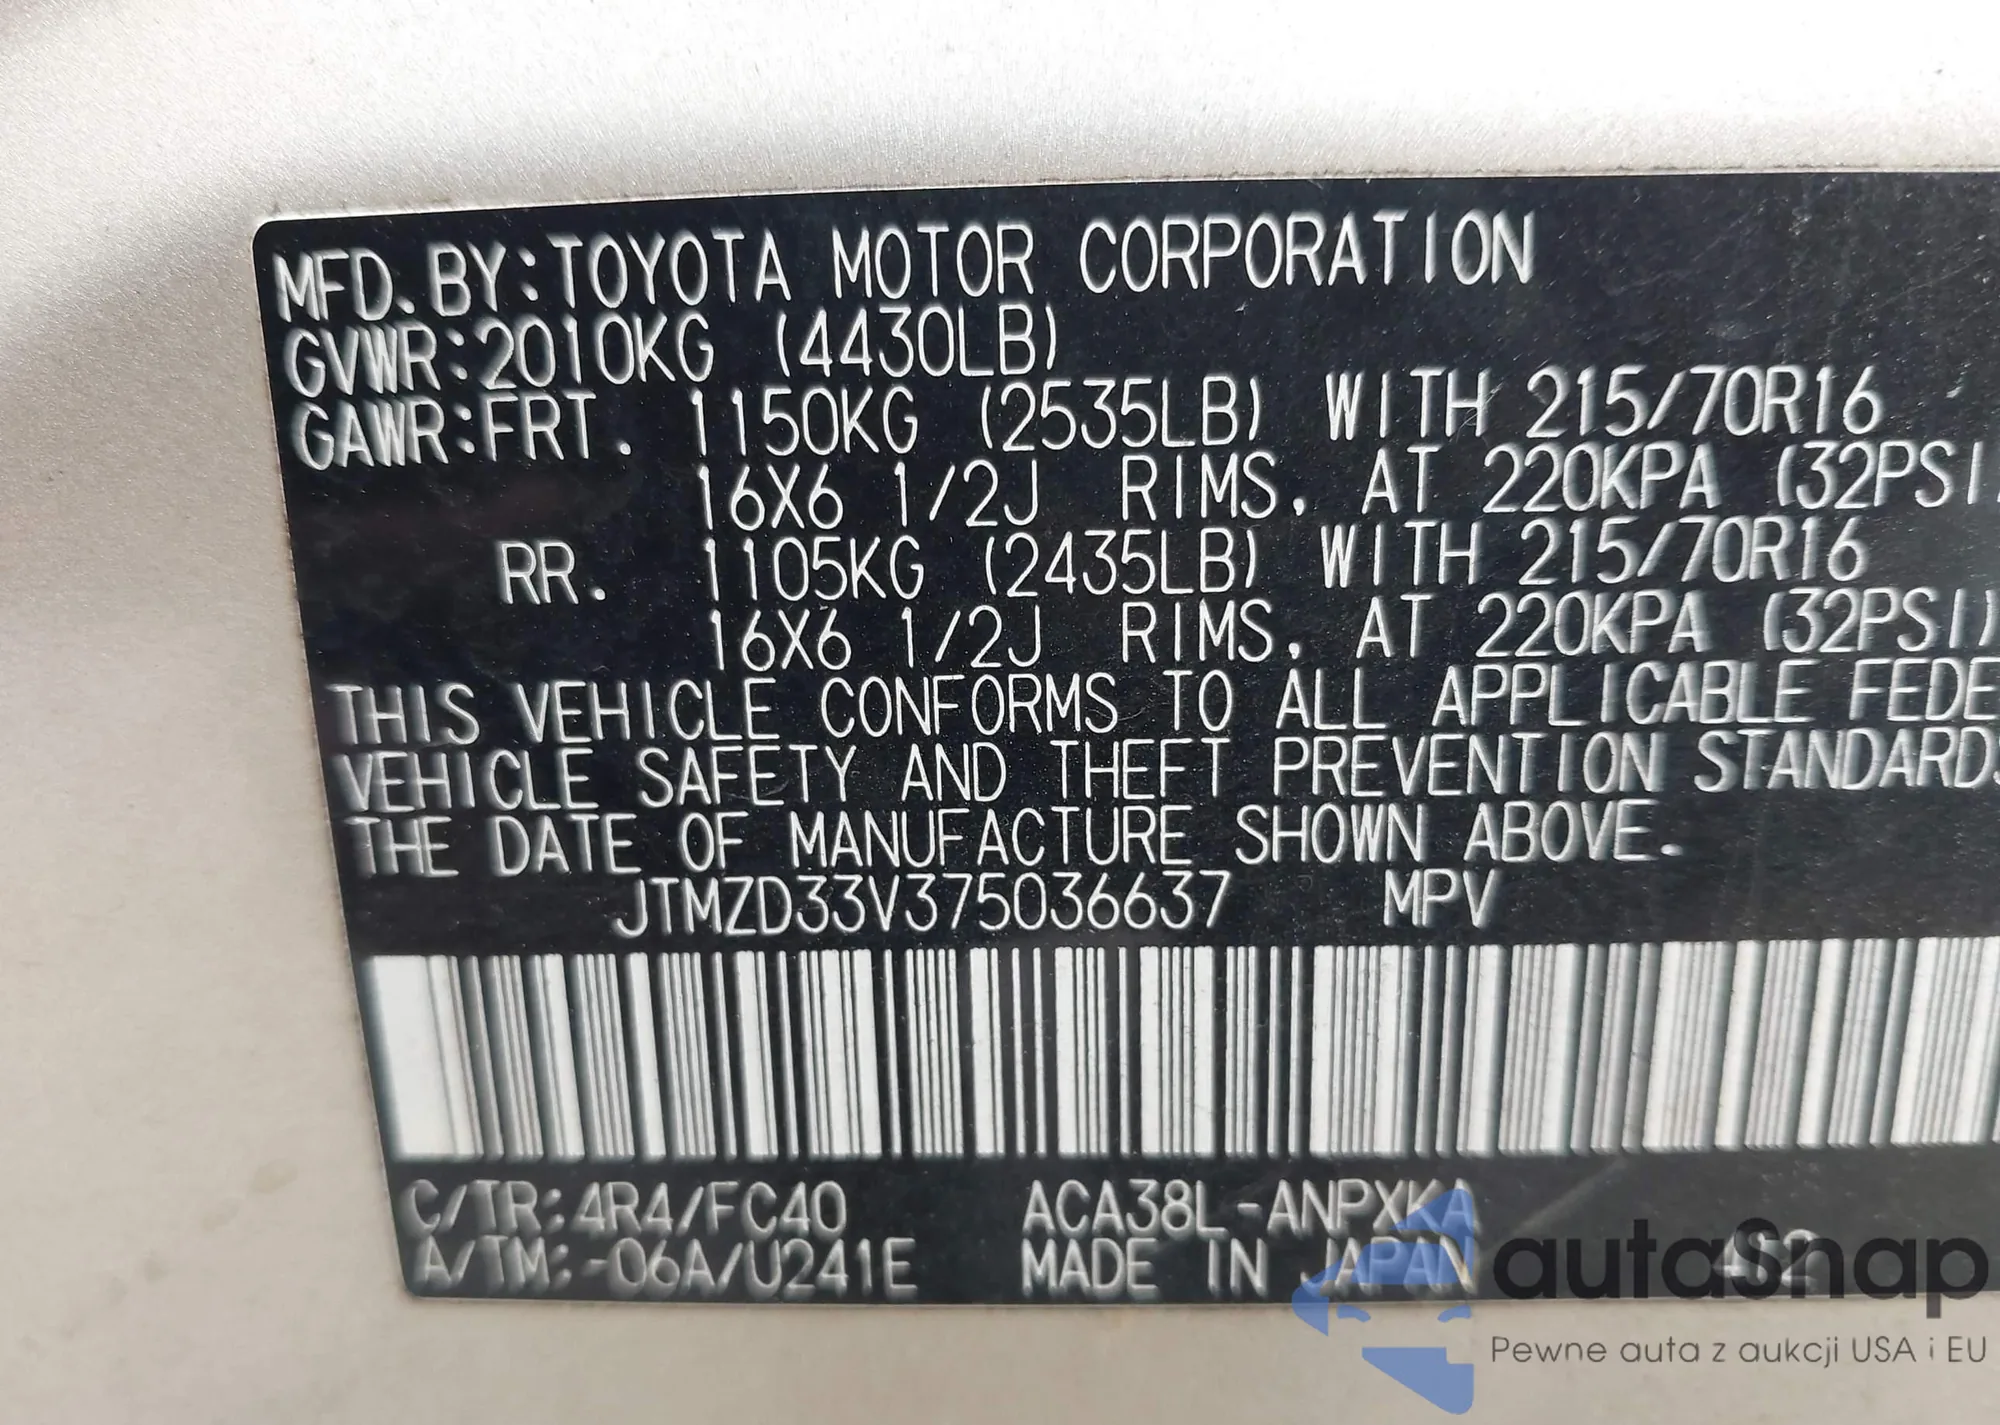 MFD. BY: TOYOTA MOTOR CORPORATION
GVWR: 2010KG (4430LB)
GAWR: FRT. 1150KG (2535LB) WITH 215/70R16
16X6 1/2J RIMS, AT 220KPA (32PSI
RR. 1105KG (2435LB) WITH 215/70R16
16X6 1/2J RIMS, AT 220KPA (32PSI)
THIS VEHICLE CONFORMS TO ALL APPLICABLE FEDE
VEHICLE SAFETY AND THEFT PREVENTION STANDARDS
THE DATE OF MANUFACTURE SHOWN ABOVE.
JTMZD33V375036637 MPV
C/TR: 4R4/FC40 ACA38L-ANPXKA
A/TM: -06A/U241E MADE IN JAPAN 452
autoSnap
Pewne auta z aukcji USA i EU